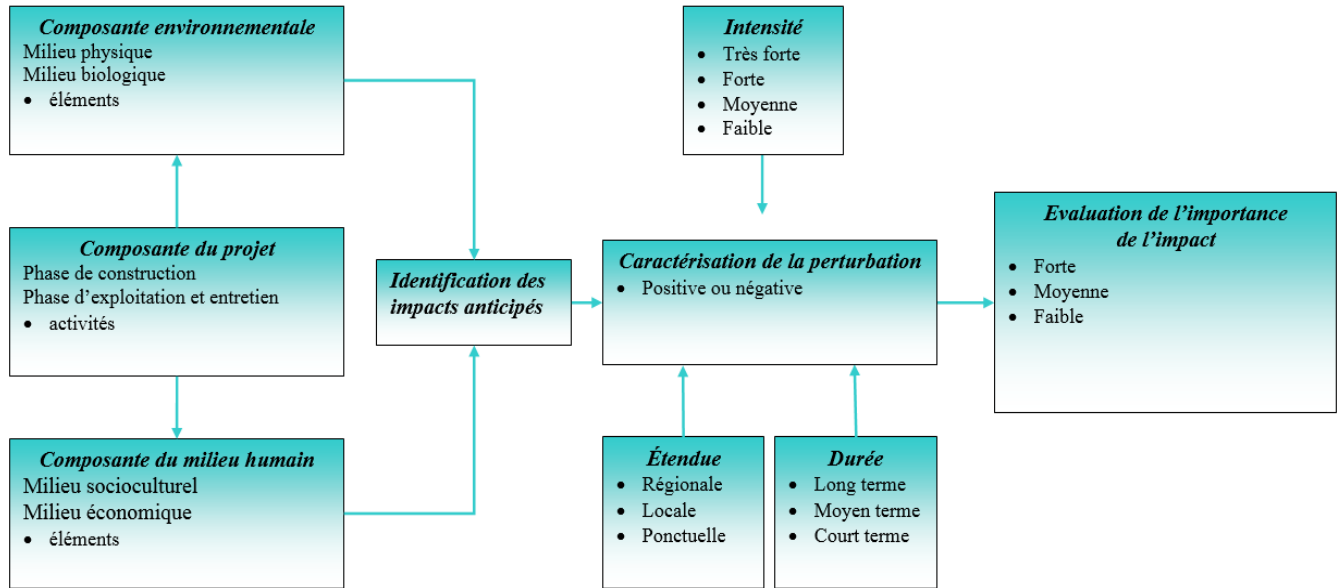 Composante environnementale
Milieu physique
Milieu biologique
• éléments
Composante du projet
Phase de construction
Phase d’exploitation et entretien
• activités
Composante du milieu humain
Milieu socioculturel
Milieu économique
• éléments
Identification des
impacts anticipés
Intensité
• Très forte
• Forte
• Moyenne
• Faible
Caractérisation de la perturbation
• Positive ou négative
Étendue
• Régionale
• Locale
• Ponctuelle
Durée
• Long terme
• Moyen terme
• Court terme
Evaluation de l’importance
de l’impact
• Forte
• Moyenne
• Faible